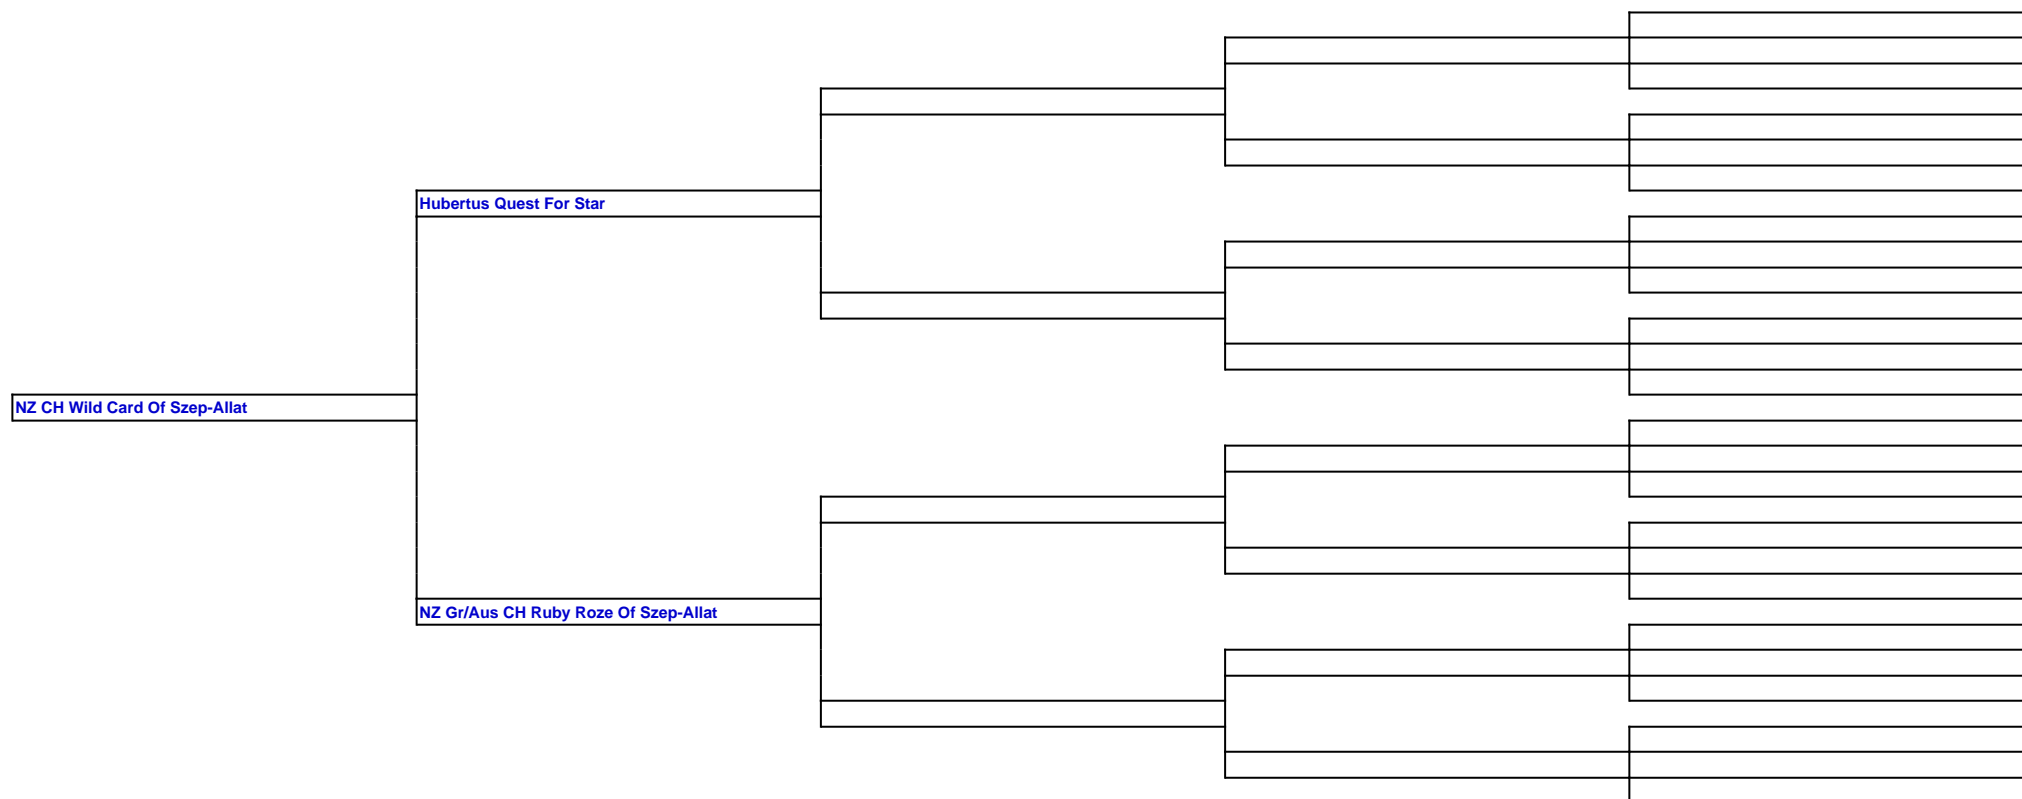 Hubertus Quest For Star
NZ CH Wild Card Of Szep-Allat
NZ Gr/Aus CH Ruby Roze Of Szep-Allat